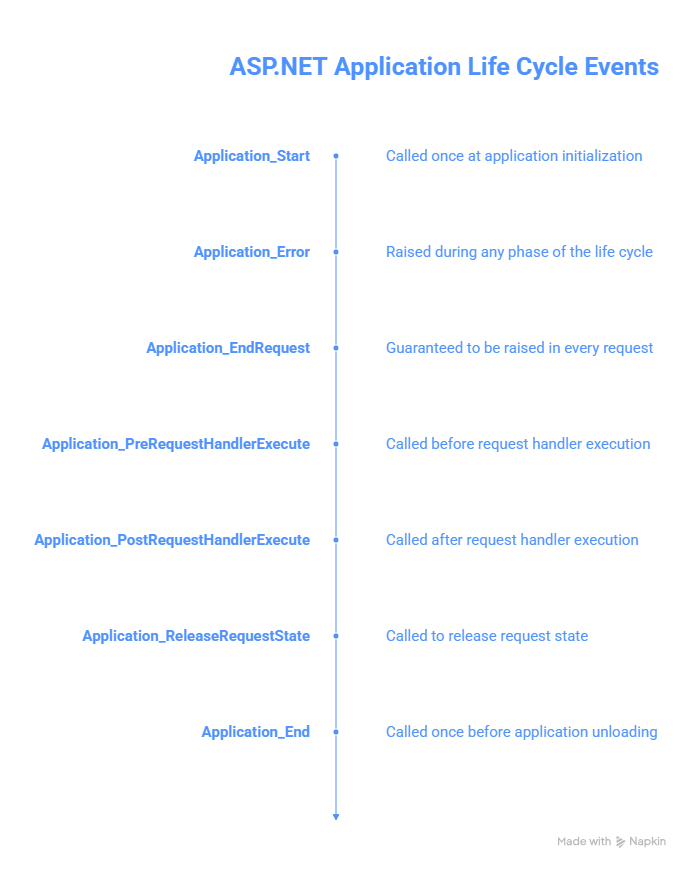 ASP.NET Application Life Cycle Events
Application_Start Called once at application initialization
Application_Error Raised during any phase of the life cycle
Application_EndRequest Guaranteed to be raised in every request
Application_PreRequestHandlerExecute Called before request handler execution
Application_PostRequestHandlerExecute Called after request handler execution
Application_ReleaseRequestState Called to release request state
Application_End Called once before application unloading
Made with Napkin